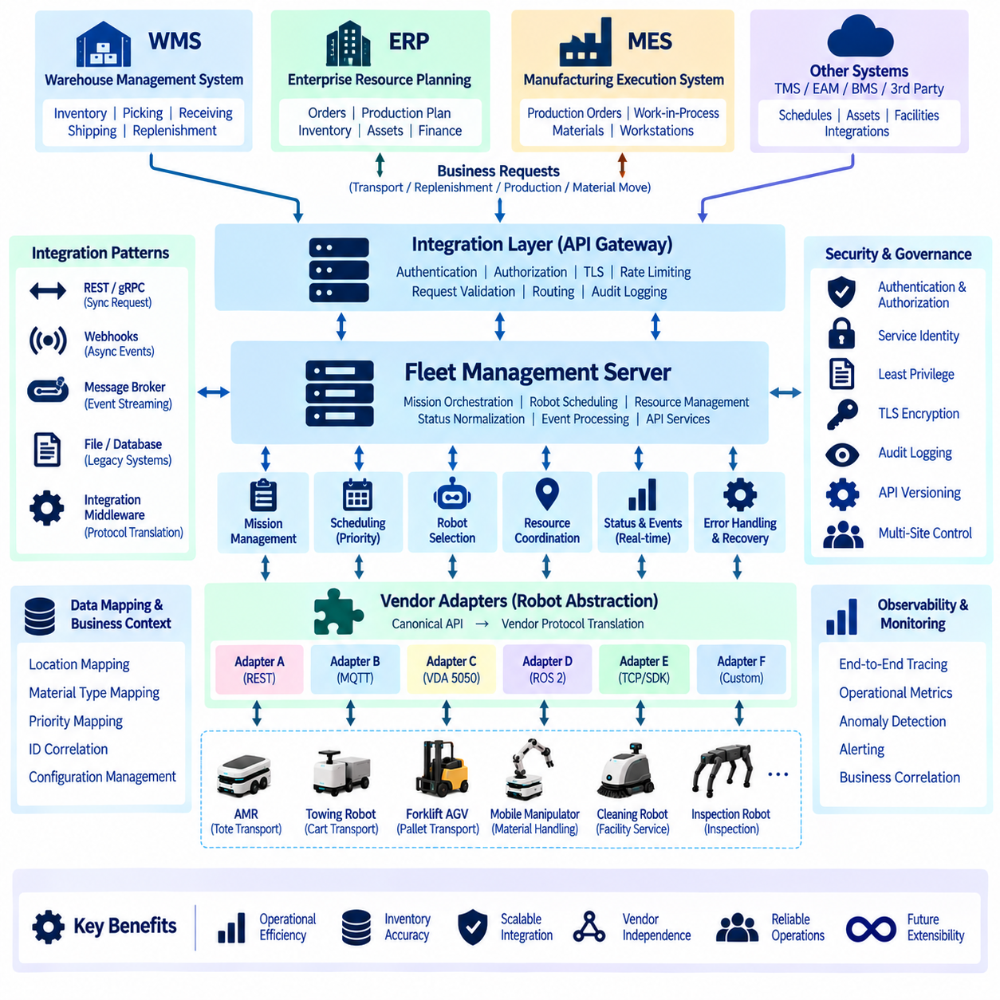 WMS
Warehouse Management System
Inventory | Picking | Receiving
Shipping | Replenishment
ERP
Enterprise Resource Planning
Orders | Production Plan
Inventory | Assets | Finance
MES
Manufacturing Execution System
Production Orders | Work-in-Process
Materials | Workstations
Other Systems
TMS / EAM / BMS / 3rd Party
Schedules | Assets | Facilities
Integrations
Business Requests
(Transport / Replenishment / Production / Material Move)
Integration Layer (API Gateway)
Authentication | Authorization | TLS | Rate Limiting
Request Validation | Routing | Audit Logging
Integration Patterns
REST / gRPC
(Sync Request)
Webhooks
(Async Events)
Message Broker
(Event Streaming)
File / Database
(Legacy Systems)
Integration
Middleware
(Protocol Translation)
Fleet Management Server
Mission Orchestration | Robot Scheduling | Resource Management
Status Normalization | Event Processing | API Services
Security & Governance
Authentication &
Authorization
Service Identity
Least Privilege
TLS Encryption
Audit Logging
API Versioning
Multi-Site Control
Mission
Management
Scheduling
(Priority)
Robot
Selection
Resource
Coordination
Status & Events
(Real-time)
Error Handling
& Recovery
Data Mapping &
Business Context
Location Mapping
Material Type Mapping
Priority Mapping
ID Correlation
Configuration Management
Vendor Adapters (Robot Abstraction)
Canonical API → Vendor Protocol Translation
Adapter A
(REST)
Adapter B
(MQTT)
Adapter C
(VDA 5050)
Adapter D
(ROS 2)
Adapter E
(TCP/SDK)
Adapter F
(Custom)
Observability &
Monitoring
End-to-End Tracing
Operational Metrics
Anomaly Detection
Alerting
Business Correlation
AMR
(Tote Transport)
Towing Robot
(Cart Transport)
Forklift AGV
(Pallet Transport)
Mobile Manipulator
(Material Handling)
Cleaning Robot
(Facility Service)
Inspection Robot
(Inspection)
...
Key Benefits
Operational
Efficiency
Inventory
Accuracy
Scalable
Integration
Vendor
Independence
Reliable
Operations
Future
Extensibility